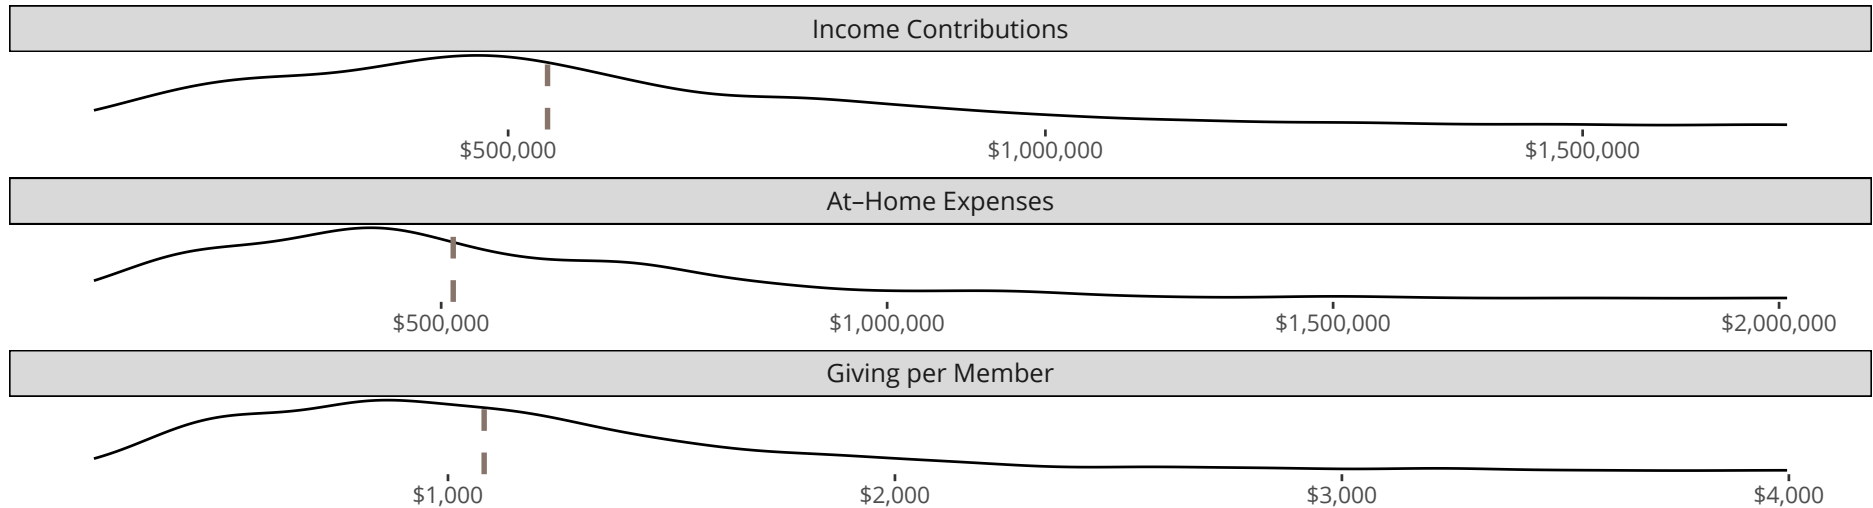 Income Contributions
$500,000 $1,000,000 $1,500,000
At–Home Expenses
$500,000 $1,000,000 $1,500,000 $2,000,000
Giving per Member
$1,000 $2,000 $3,000 $4,000